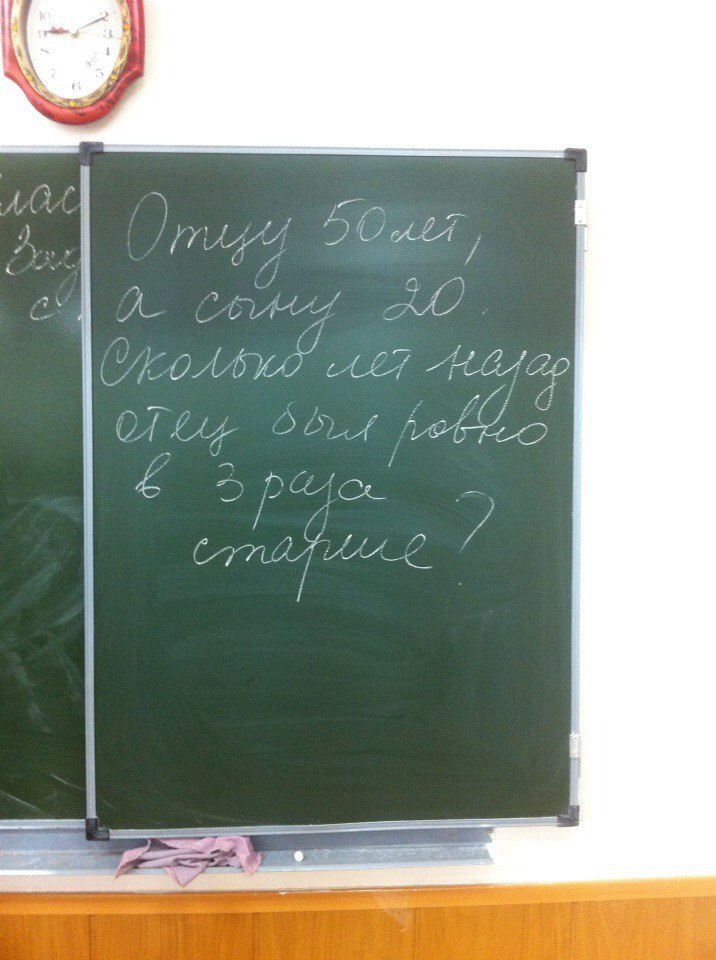 Отцу 50 лет,
а сыну 20.
Сколько лет назад
отец был ровно
в 3 раза
старше?